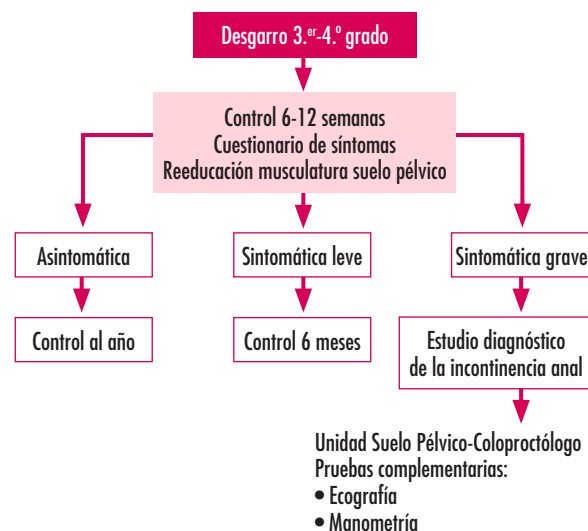 Desgarro 3.er-4.º grado
Control 6-12 semanas
Cuestionario de síntomas
Reeducación musculatura suelo pélvico
Asintomática
Sintomática leve
Sintomática grave
Control al año
Control 6 meses
Estudio diagnóstico
de la incontinencia anal
Unidad Suelo Pélvico-Coloproctólogo
Pruebas complementarias:
• Ecografía
• Manometría